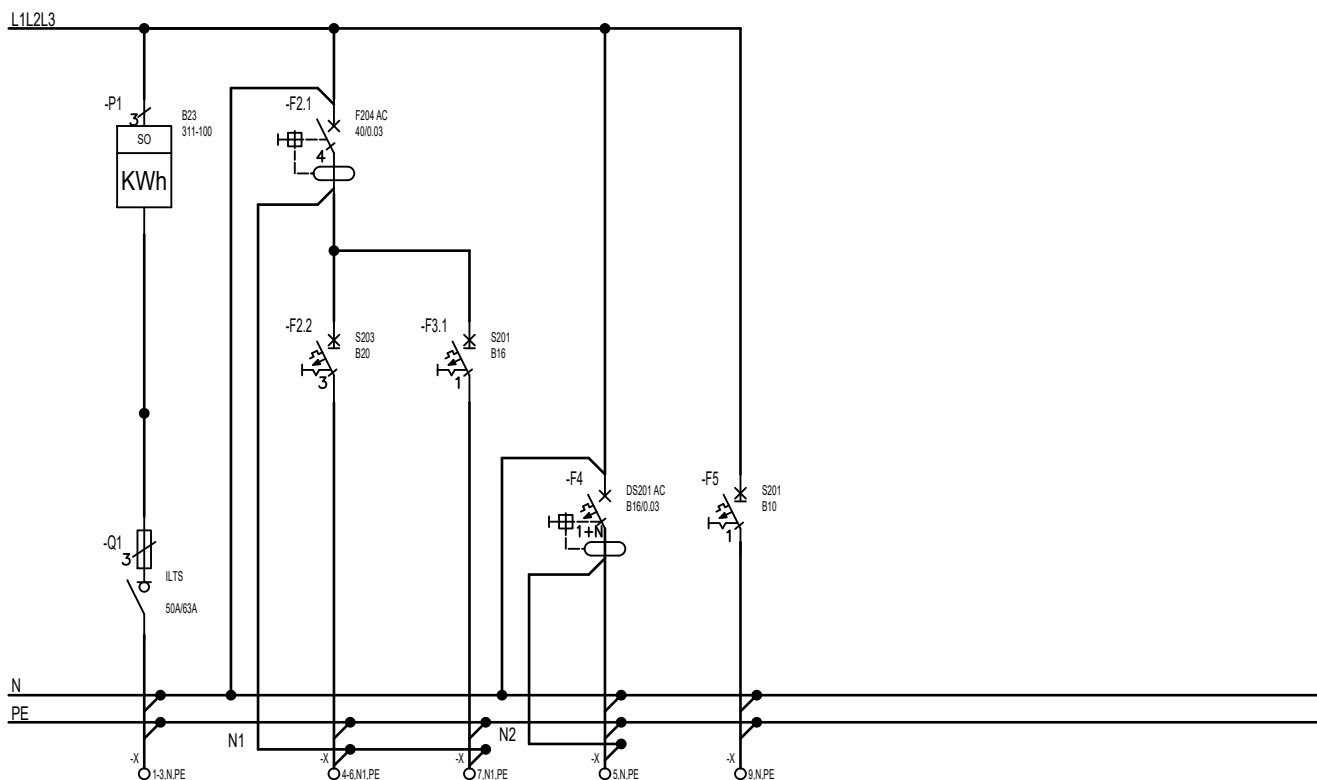 L1L2L3
-P1
3
B23
311-100
SO
KWh
-F2.1
F204 AC
40/0.03
4
-F2.2
S203
B20
3
-F3.1
S201
B16
1
-F4
DS201 AC
B16/0.03
1+N
-F5
S201
B10
1
-Q1
3
ILTS
50A/63A
N
PE
N1
N2
-X
1-3,N,PE
-X
4-6,N1,PE
-X
7,N1,PE
-X
5,N,PE
-X
9,N,PE